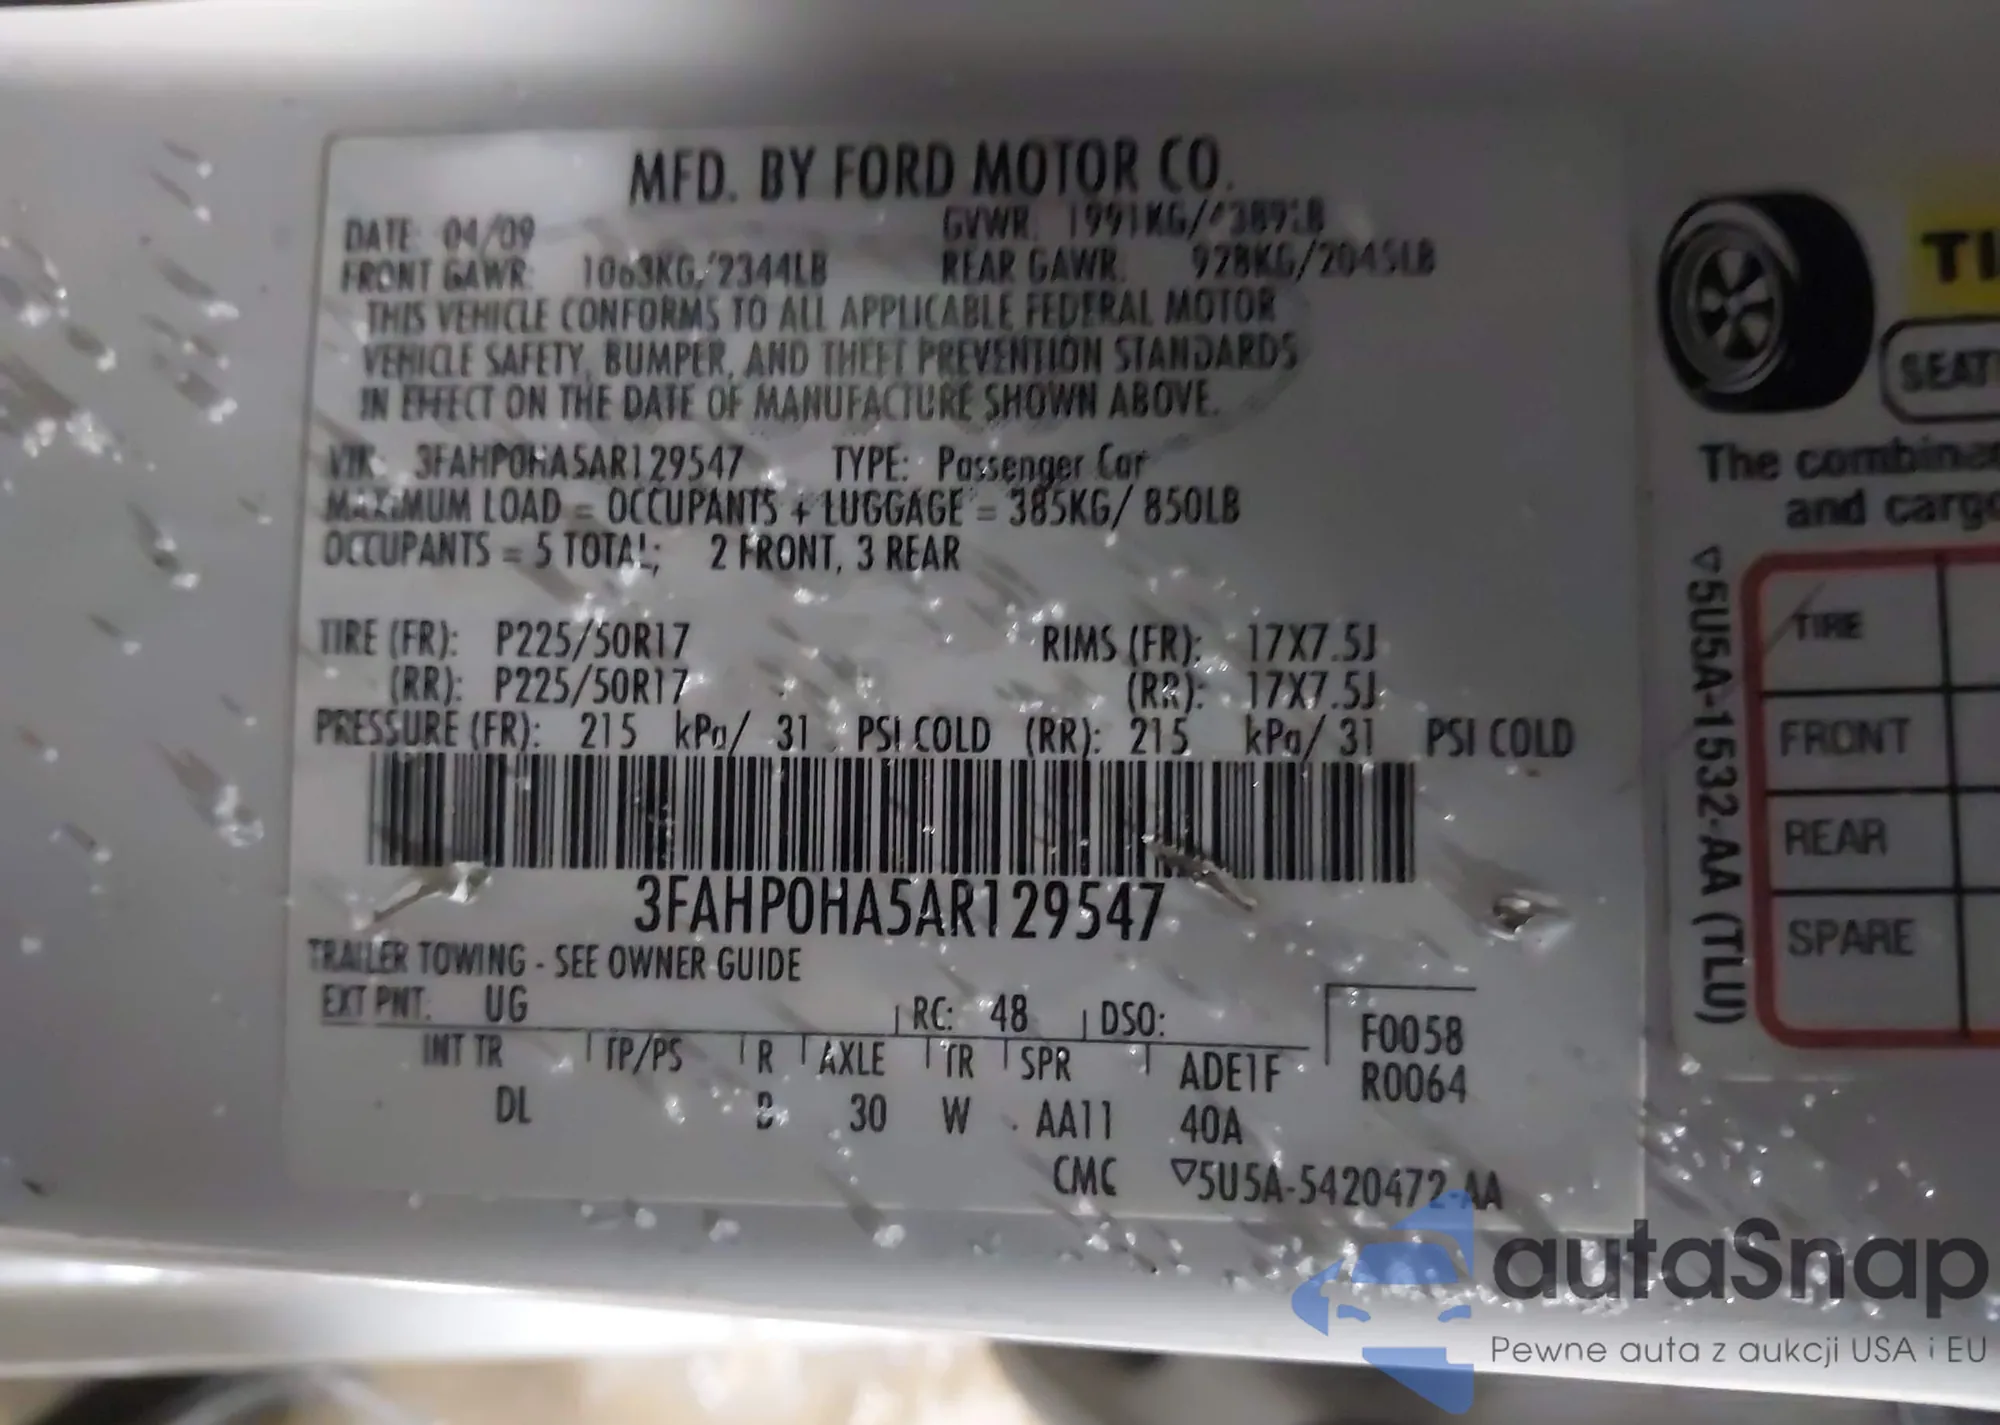 MFD. BY FORD MOTOR CO.
DATE: 04/09 GVWR: 1991KG/4389LB
FRONT GAWR: 1063KG/2344LB REAR GAWR: 928KG/2045LB
THIS VEHICLE CONFORMS TO ALL APPLICABLE FEDERAL MOTOR
VEHICLE SAFETY, BUMPER, AND THEFT PREVENTION STANDARDS
IN EFFECT ON THE DATE OF MANUFACTURE SHOWN ABOVE.
VIN: 3FAHP0HA5AR129547 TYPE: Passenger Car
MAXIMUM LOAD = OCCUPANTS + LUGGAGE = 385KG/ 850LB
OCCUPANTS = 5 TOTAL; 2 FRONT, 3 REAR
TIRE (FR): P225/50R17 RIMS (FR): 17X7.5J
(RR): P225/50R17 (RR): 17X7.5J
PRESSURE (FR): 215 kPa/ 31 PSI COLD (RR): 215 kPa/ 31 PSI COLD
3FAHP0HA5AR129547
TRAILER TOWING - SEE OWNER GUIDE
EXT PNT: UG RC: 48 DSO: F0058
INT TR TP/PS R AXLE TR SPR ADE1F R0064
DL 30 W AA11 40A
CMC ▽5U5A-5420472-AA
TI
SEAT
The combina
and cargo
▽5U5A-1532-AA (TLU)
TIRE
FRONT
REAR
SPARE
autaSnap
Pewne auta z aukcji USA i EU